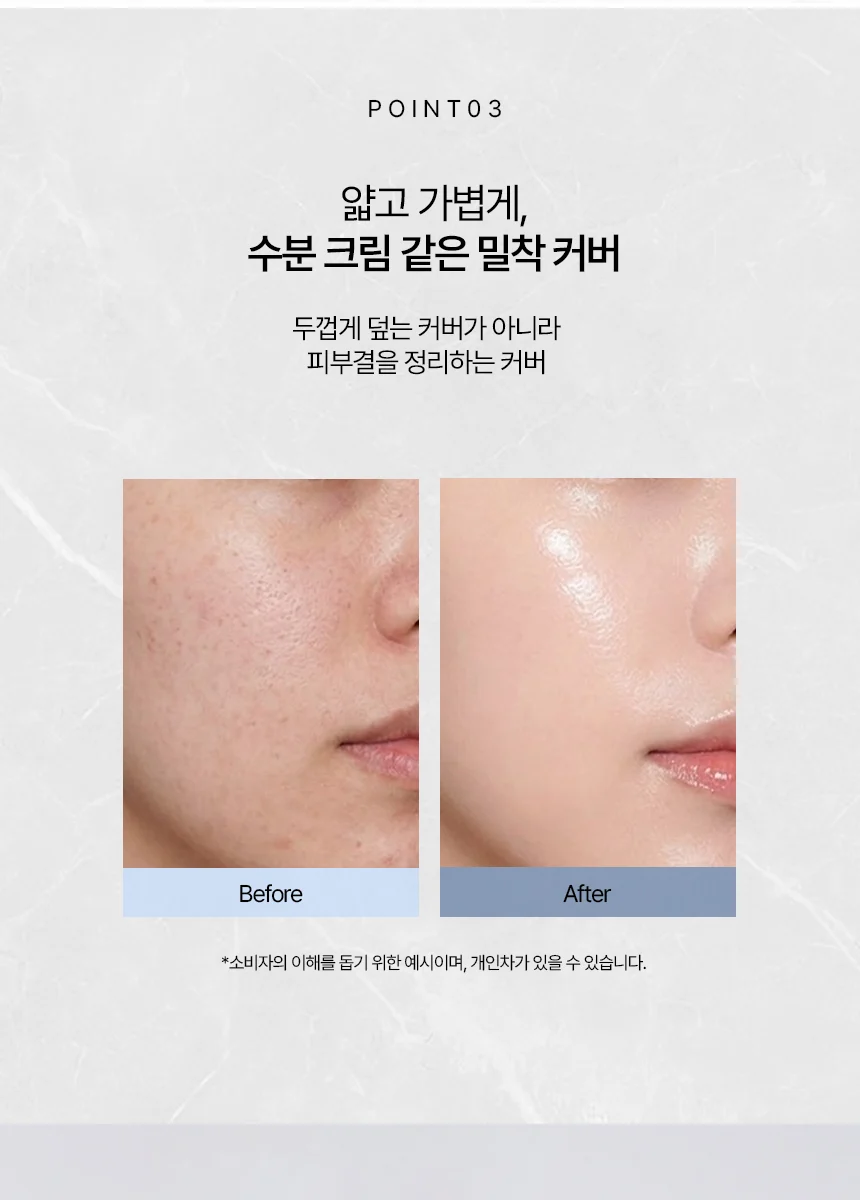 POINT03
얇고 가볍게,
수분 크림 같은 밀착 커버
두껍게 덮는 커버가 아니라
피부결을 정리하는 커버
Before
After
*소비자의 이해를 돕기 위한 예시이며, 개인차가 있을 수 있습니다.